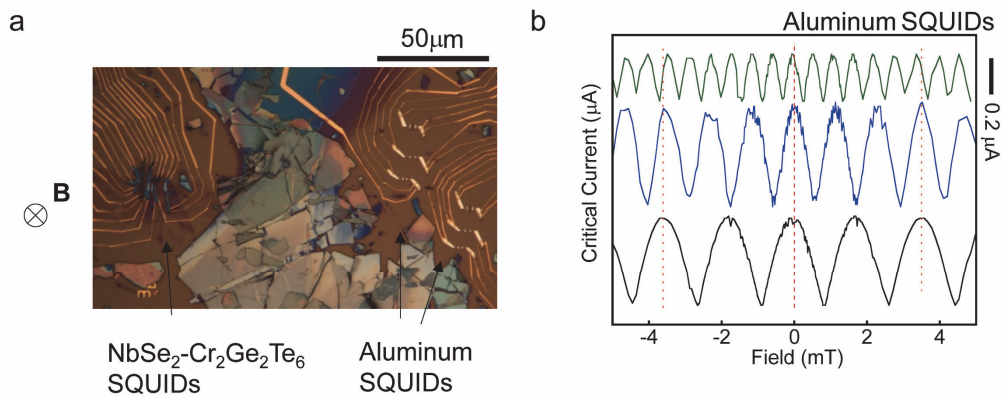 a
50μm
B
NbSe2-Cr2Ge2Te6
SQUIDs
Aluminum
SQUIDs
b
Aluminum SQUIDs
0.2 μA
Critical Current (μA)
-4 -2 0 2 4
Field (mT)